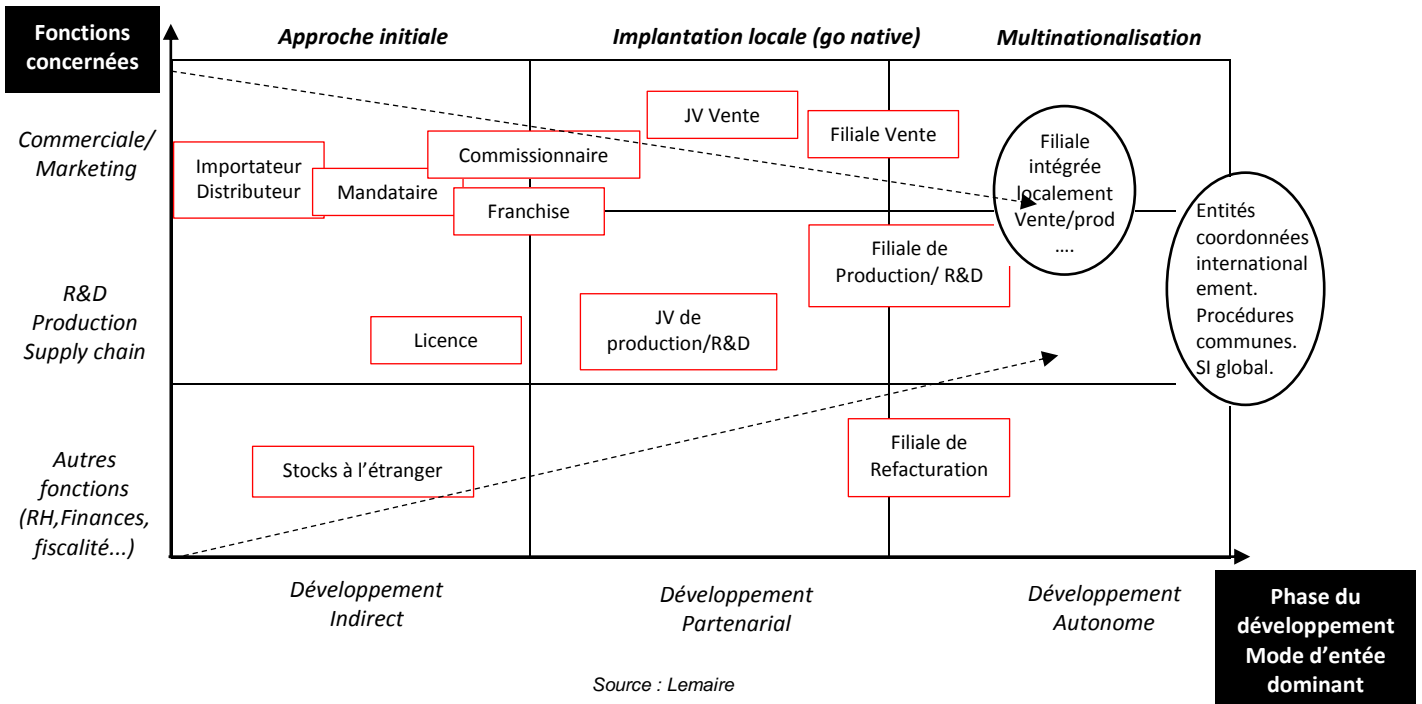 Fonctions
concernées
Approche initiale
Implantation locale (go native)
Multinationalisation
Commerciale/
Marketing
Importateur
Distributeur
Mandataire
Commissionnaire
Franchise
JV Vente
Filiale Vente
Filiale
intégrée
localement
Vente/prod
….
Entités
coordonnées
international
ement.
Procédures
communes.
SI global.
R&D
Production
Supply chain
Licence
JV de
production/R&D
Filiale de
Production/ R&D
Autres
fonctions
(RH,Finances,
fiscalité...)
Stocks à l’étranger
Filiale de
Refacturation
Développement
Indirect
Développement
Partenarial
Développement
Autonome
Phase du
développement
Mode d’entée
dominant
Source : Lemaire